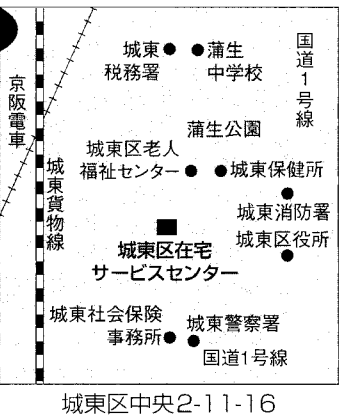 城東
税務署
蒲生
中学校
国道1号線
京阪電車
蒲生公園
城東区老人
福祉センター
城東保健所
城東貨物線
城東消防署
城東区在宅
サービスセンター
城東区役所
城東社会保険
事務所
城東警察署
国道1号線
城東区中央2-11-16